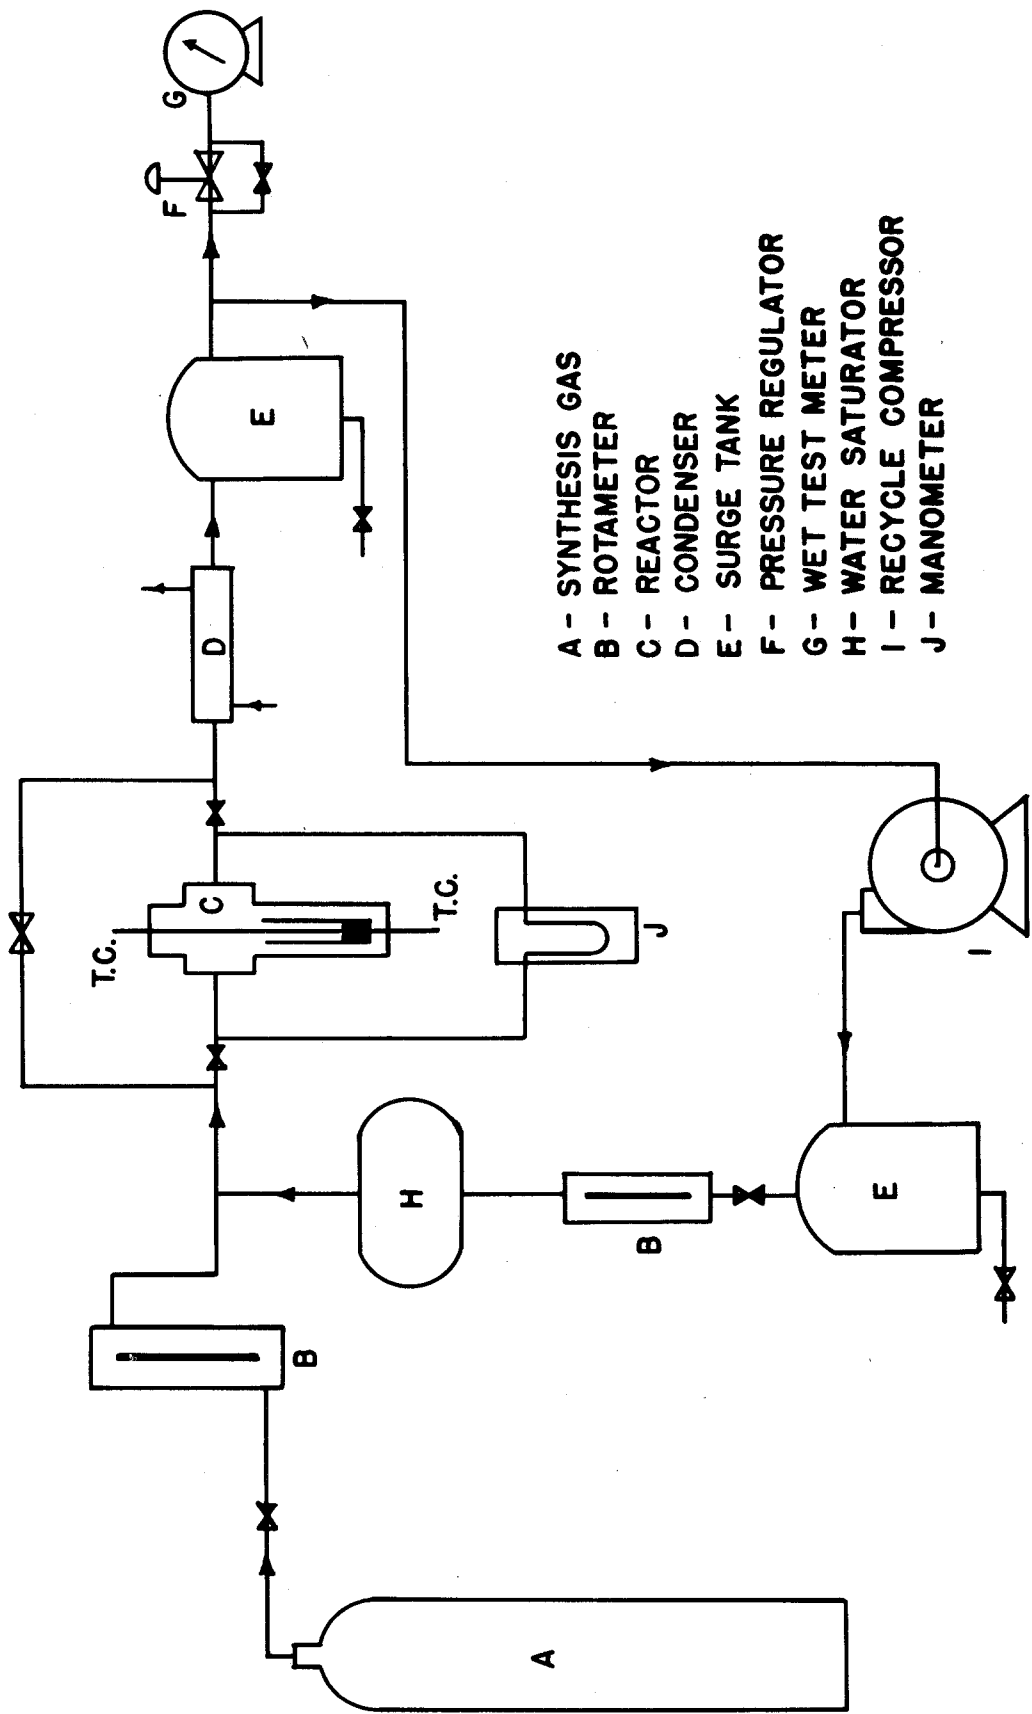 A
B
T.C.
C
T.C.
D
E
F
G
H
B
J
E
I
A – SYNTHESIS GAS
B – ROTAMETER
C – REACTOR
D – CONDENSER
E – SURGE TANK
F – PRESSURE REGULATOR
G – WET TEST METER
H – WATER SATURATOR
I – RECYCLE COMPRESSOR
J – MANOMETER